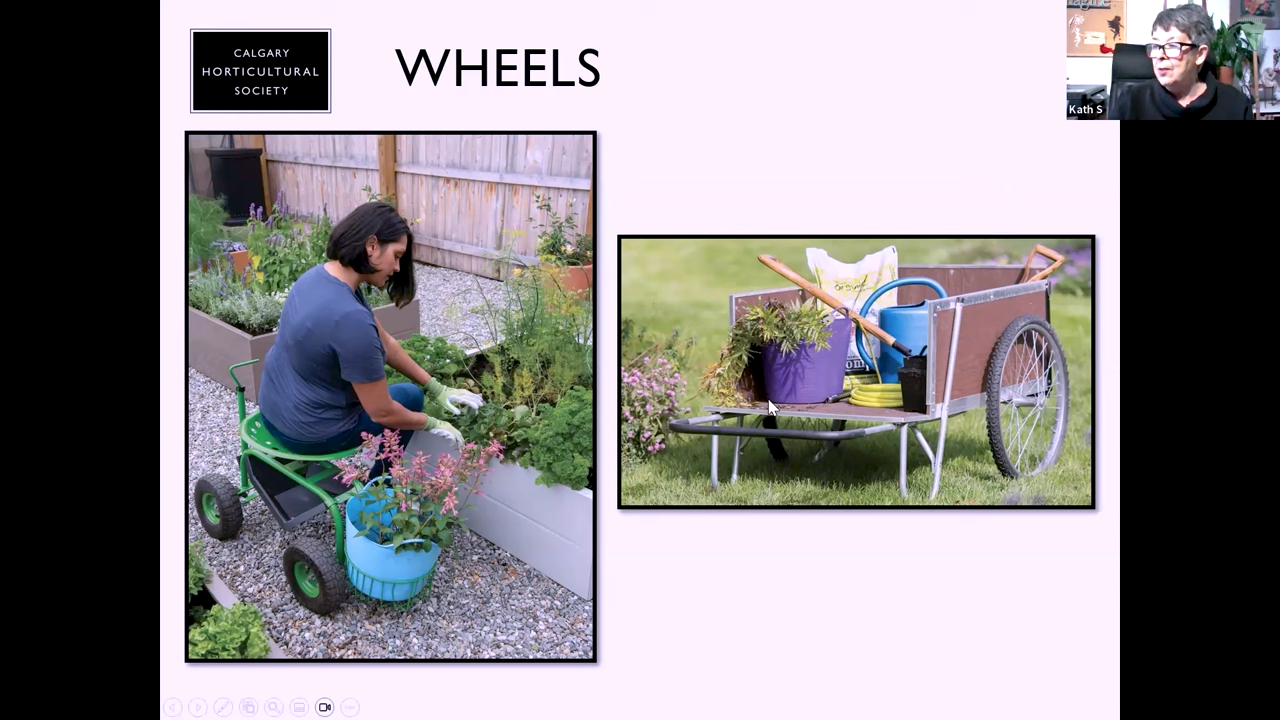 CALGARY
HORTICULTURAL
SOCIETY
WHEELS
Kath S